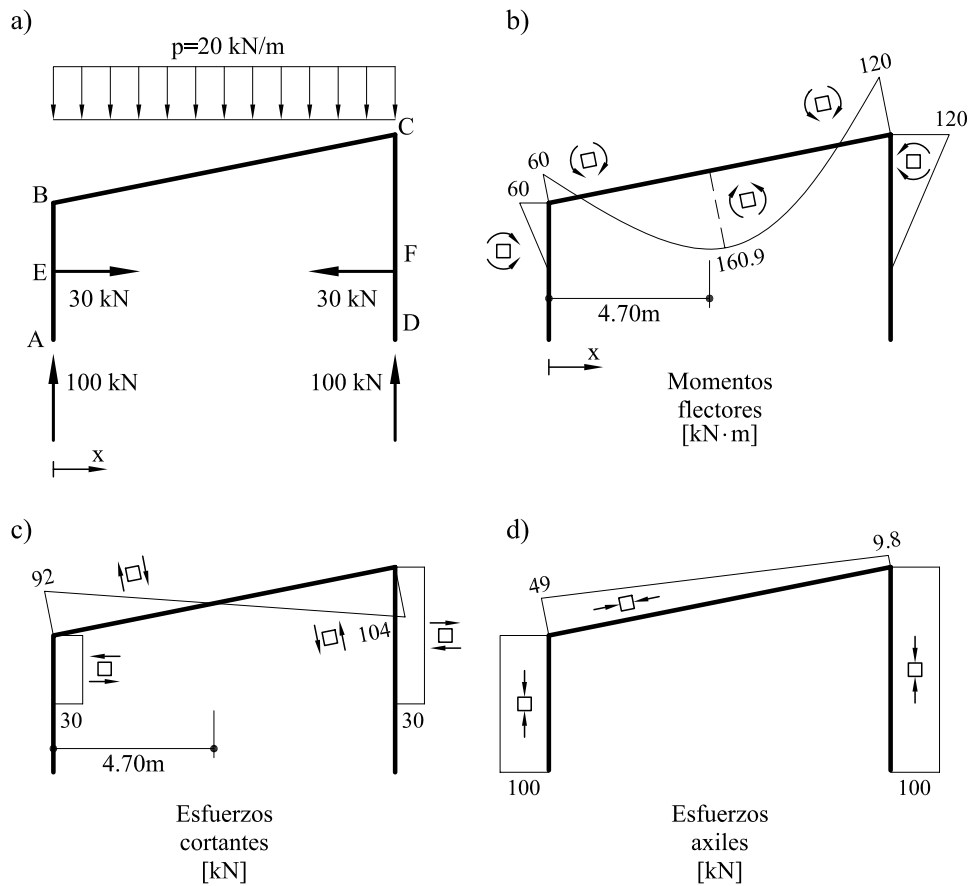 a)
p=20 kN/m
C
B
E
F
30 kN
30 kN
A
D
100 kN
100 kN
x
b)
120
120
60
60
160.9
4.70m
x
Momentos
flectores
[kN·m]
c)
92
104
30
30
4.70m
Esfuerzos
cortantes
[kN]
d)
9.8
49
100
100
Esfuerzos
axiles
[kN]